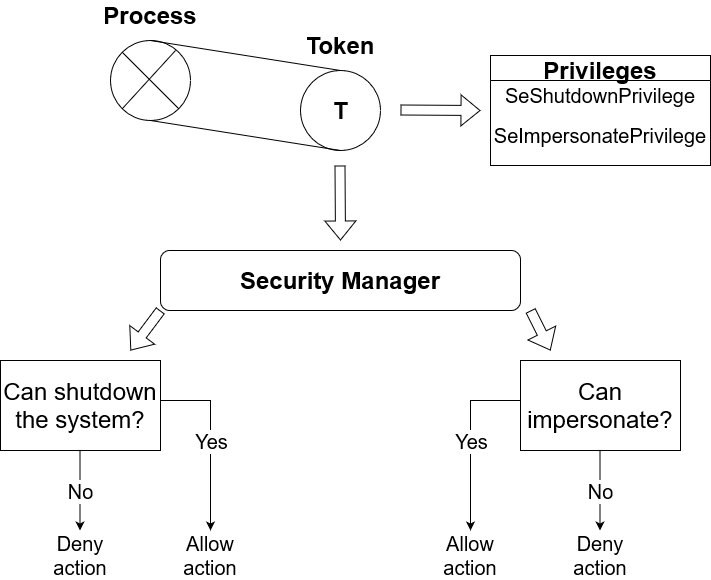 Process
Token
Privileges
SeShutdownPrivilege
T
SeImpersonatePrivilege
Security Manager
Can shutdown
the system?
Can
impersonate?
Yes
Yes
No
No
Deny
action
Allow
action
Allow
action
Deny
action